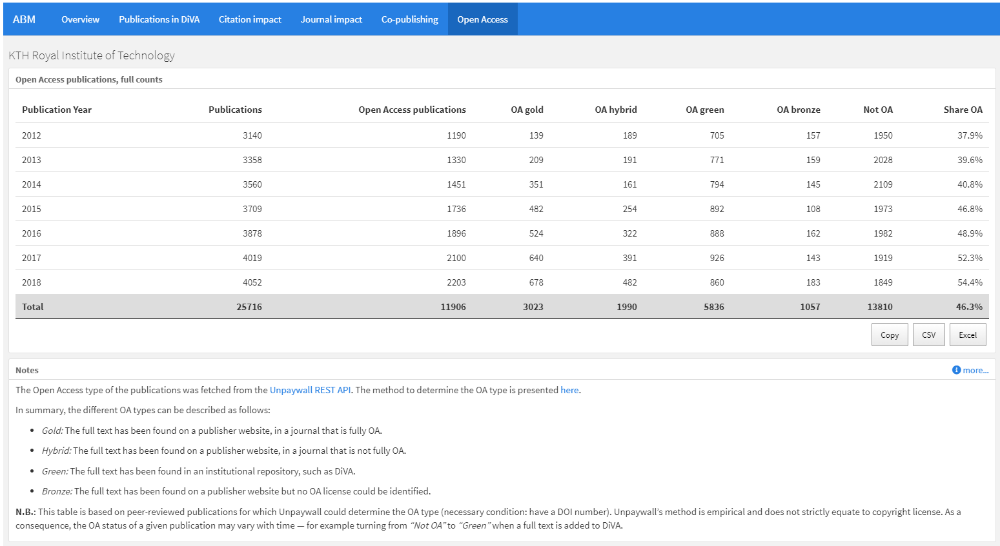 ABM Overview Publications in DiVA Citation impact Journal impact Co-publishing Open Access
KTH Royal Institute of Technology
Open Access publications, full counts
Publication Year Publications Open Access publications OA gold OA hybrid OA green OA bronze Not OA Share OA
2012 3140 1190 139 189 705 157 1950 37.9%
2013 3358 1330 209 191 771 159 2028 39.6%
2014 3560 1451 351 161 794 145 2109 40.8%
2015 3709 1736 482 254 892 108 1973 46.8%
2016 3878 1896 524 322 888 162 1982 48.9%
2017 4019 2100 640 391 926 143 1919 52.3%
2018 4052 2203 678 482 860 183 1849 54.4%
Total 25716 11906 3023 1990 5836 1057 13810 46.3%
Copy CSV Excel
Notes more...
The Open Access type of the publications was fetched from the Unpaywall REST API. The method to determine the OA type is presented here.
In summary, the different OA types can be described as follows:
• Gold: The full text has been found on a publisher website, in a journal that is fully OA.
• Hybrid: The full text has been found on a publisher website, in a journal that is not fully OA.
• Green: The full text has been found in an institutional repository, such as DiVA.
• Bronze: The full text has been found on a publisher website but no OA license could be identified.
N.B.: This table is based on peer-reviewed publications for which Unpaywall could determine the OA type (necessary condition: have a DOI number). Unpaywall’s method is empirical and does not strictly equate to copyright license. As a
consequence, the OA status of a given publication may vary with time — for example turning from “Not OA” to “Green” when a full text is added to DiVA.